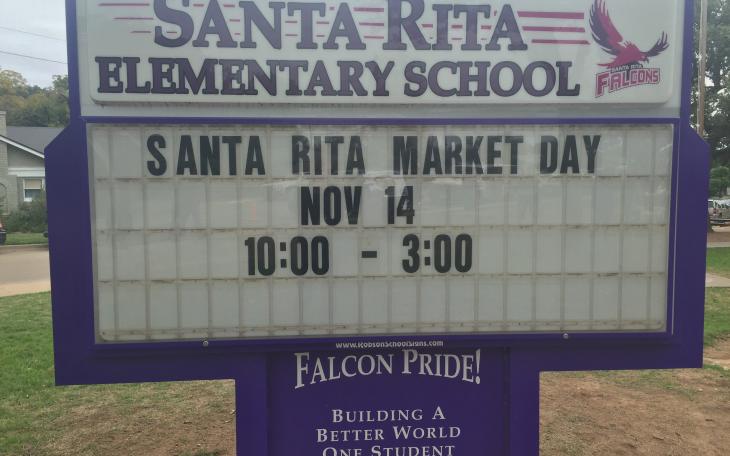 SANTA RITA
ELEMENTARY SCHOOL
SANTA RITA
FALCONS
SANTA RITA MARKET DAY
NOV 14
10:00 - 3:00
www.RobsonSchoolSigns.com
FALCON PRIDE!
BUILDING A
BETTER WORLD
ONE STUDENT